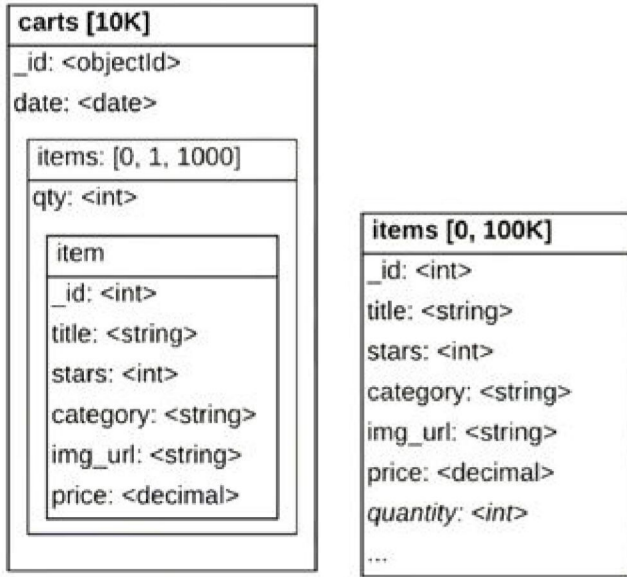 carts [10K]
_id: <objectId>
date: <date>
items: [0, 1, 1000]
qty: <int>
item
_id: <int>
title: <string>
stars: <int>
category: <string>
img_url: <string>
price: <decimal>
items [0, 100K]
_id: <int>
title: <string>
stars: <int>
category: <string>
img_url: <string>
price: <decimal>
quantity: <int>
...